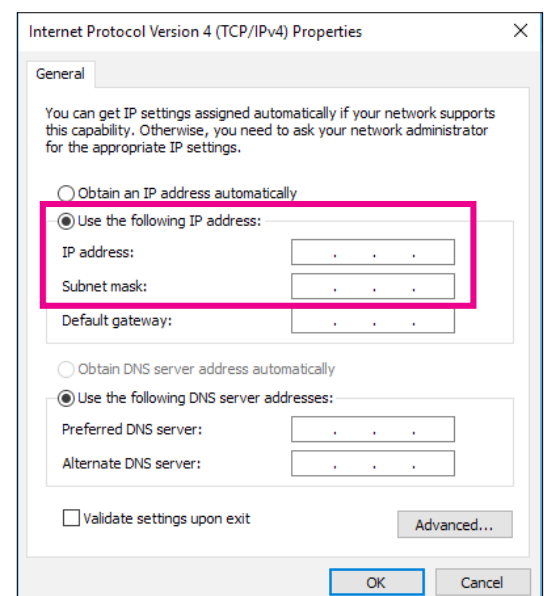 Internet Protocol Version 4 (TCP/IPv4) Properties
General
You can get IP settings assigned automatically if your network supports
this capability. Otherwise, you need to ask your network administrator
for the appropriate IP settings.
Obtain an IP address automatically
Use the following IP address:
IP address:
Subnet mask:
Default gateway:
Obtain DNS server address automatically
Use the following DNS server addresses:
Preferred DNS server:
Alternate DNS server:
Validate settings upon exit
Advanced...
OK Cancel